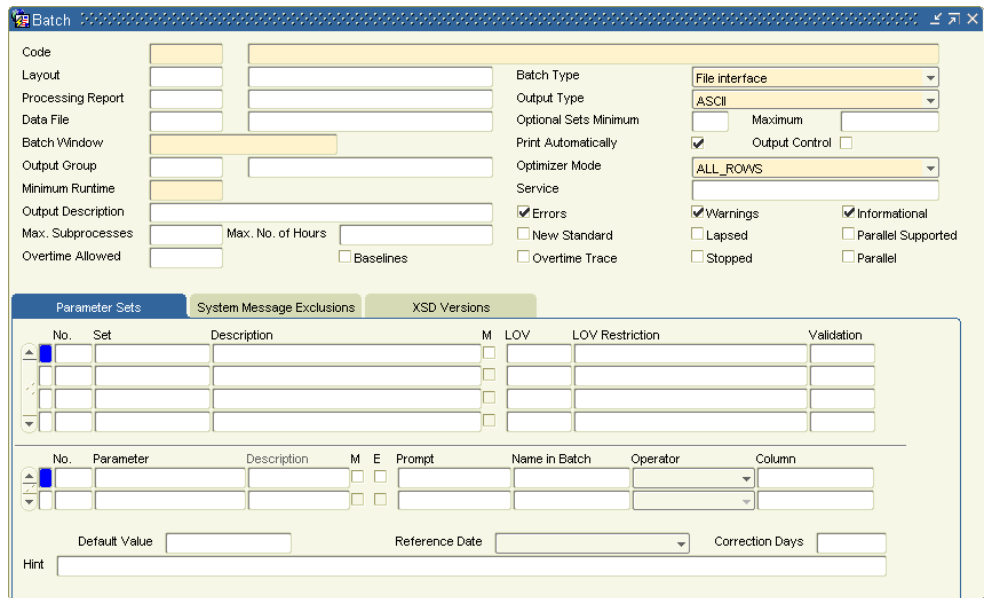 Batch
Code
Layout Batch Type File interface
Processing Report Output Type ASCII
Data File Optional Sets Minimum Maximum
Batch Window Print Automatically Output Control
Output Group Optimizer Mode ALL_ROWS
Minimum Runtime Service
Output Description Errors Warnings Informational
Max. Subprocesses Max. No. of Hours New Standard Lapsed Parallel Supported
Overtime Allowed Baselines Overtime Trace Stopped Parallel
Parameter Sets System Message Exclusions XSD Versions
No. Set Description M LOV LOV Restriction Validation
No. Parameter Description M E Prompt Name in Batch Operator Column
Default Value Reference Date Correction Days
Hint